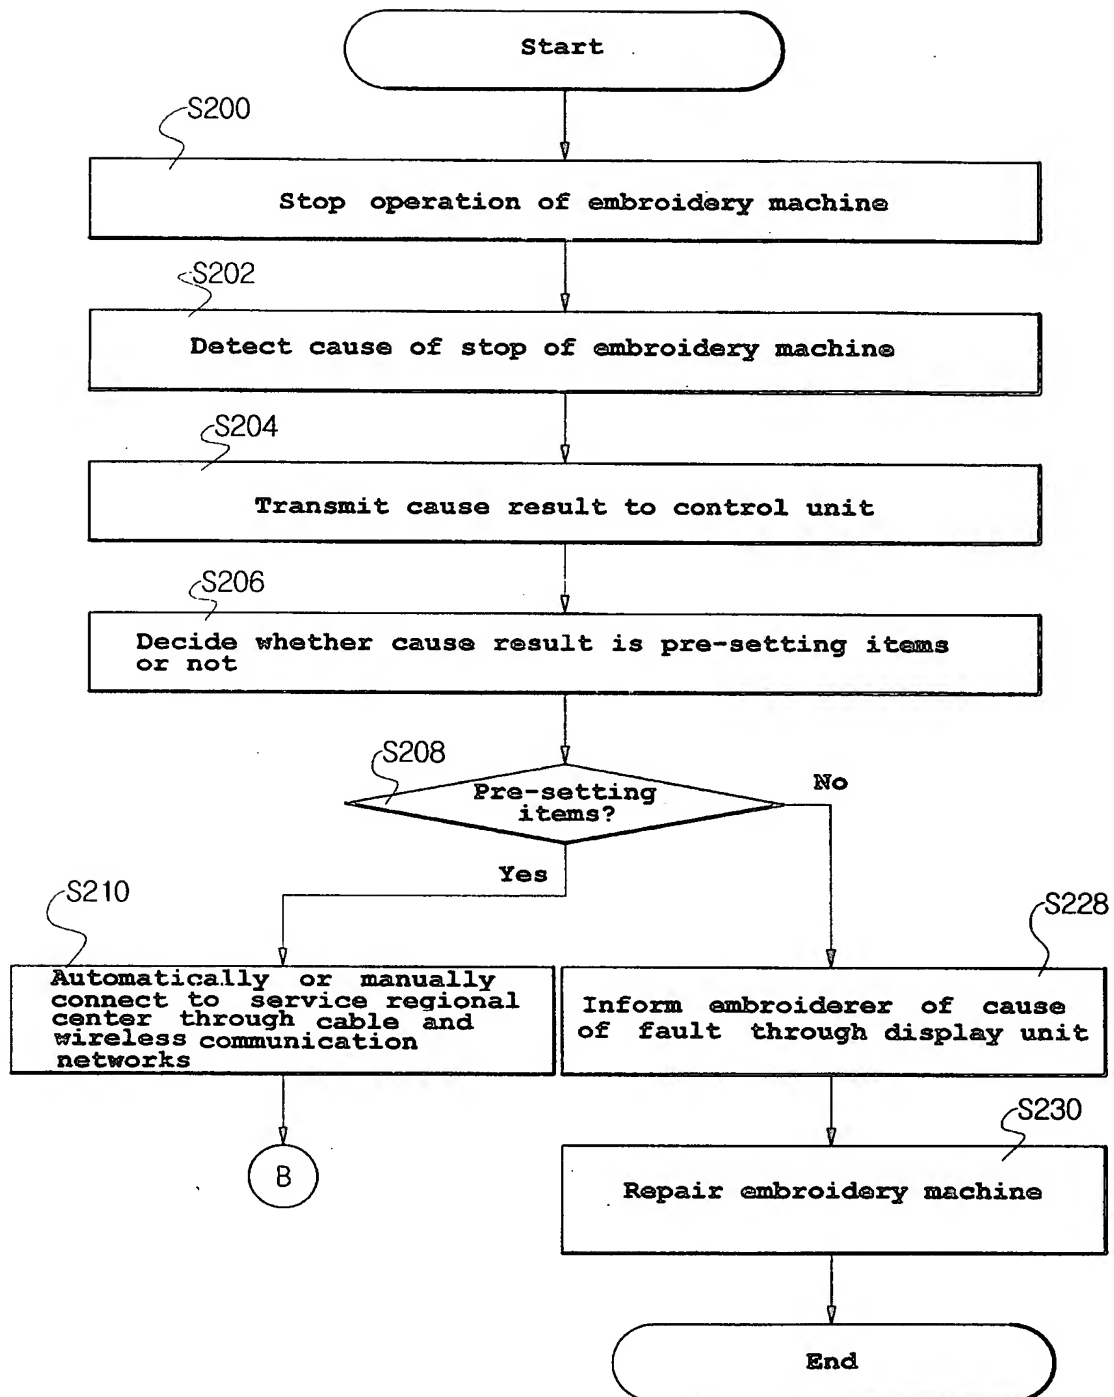 Start
S200
Stop operation of embroidery machine
S202
Detect cause of stop of embroidery machine
S204
Transmit cause result to control unit
S206
Decide whether cause result is pre-setting items
or not
S208
Pre-setting
items?
No
Yes
S210
Automatically or manually
connect to service regional
center through cable and
wireless communication
networks
S228
Inform embroiderer of cause
of fault through display unit
B
S230
Repair embroidery machine
End